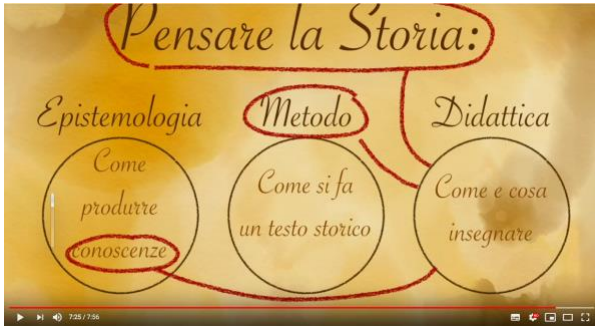 Pensare la Storia:
Epistemologia
Metodo
Didattica
Come
produrre
conoscenze
Come si fa
un testo storico
Come e cosa
insegnare
7:25 / 7:56